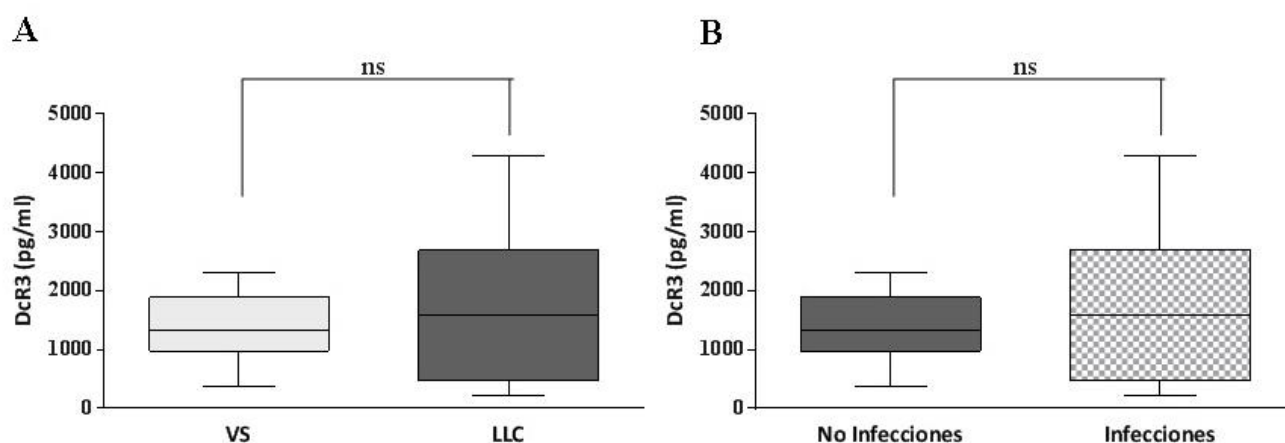 A
ns
5000
4000
3000
2000
1000
0
DcR3 (pg/ml)
VS LLC
B
ns
5000
4000
3000
2000
1000
0
DcR3 (pg/ml)
No Infecciones Infecciones